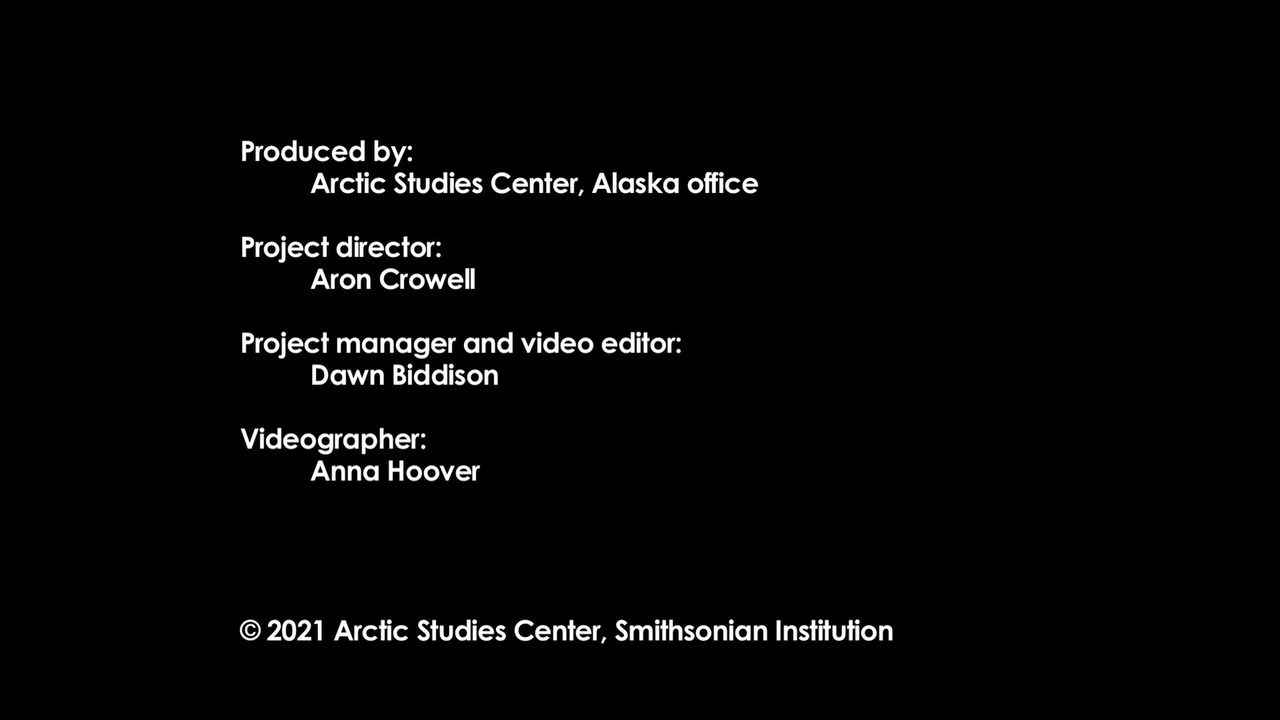 Produced by:
Arctic Studies Center, Alaska office
Project director:
Aron Crowell
Project manager and video editor:
Dawn Biddison
Videographer:
Anna Hoover
© 2021 Arctic Studies Center, Smithsonian Institution